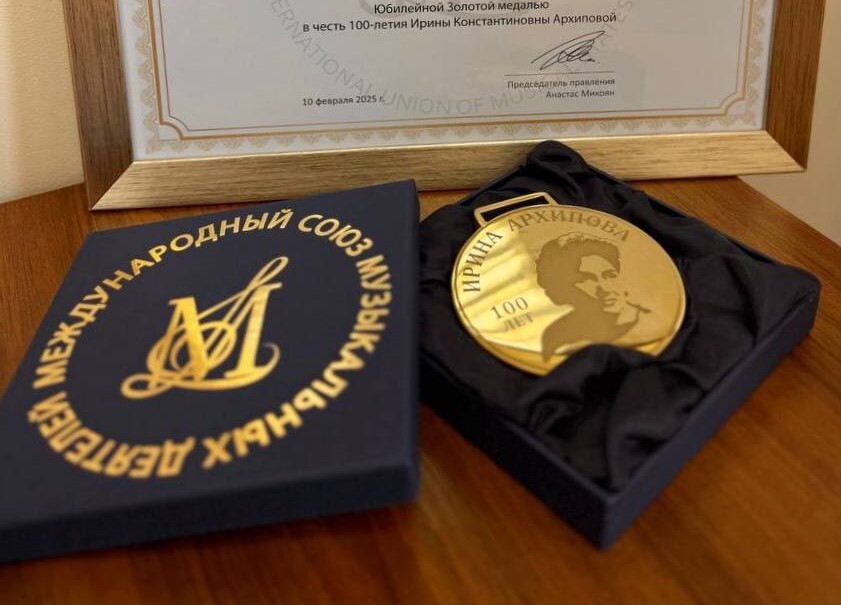 Юбилейной Золотой медалью
в честь 100-летия Ирины Константиновны Архиповой
Председатель правления
Анастас Микоян
10 февраля 2025 г.
INTERNATIONAL UNION OF MUSIC
МЕЖДУНАРОДНЫЙ СОЮЗ МУЗЫКАЛЬНЫХ ДЕЯТЕЛЕЙ
М
ИРИНА АРХИПОВА
100
ЛЕТ